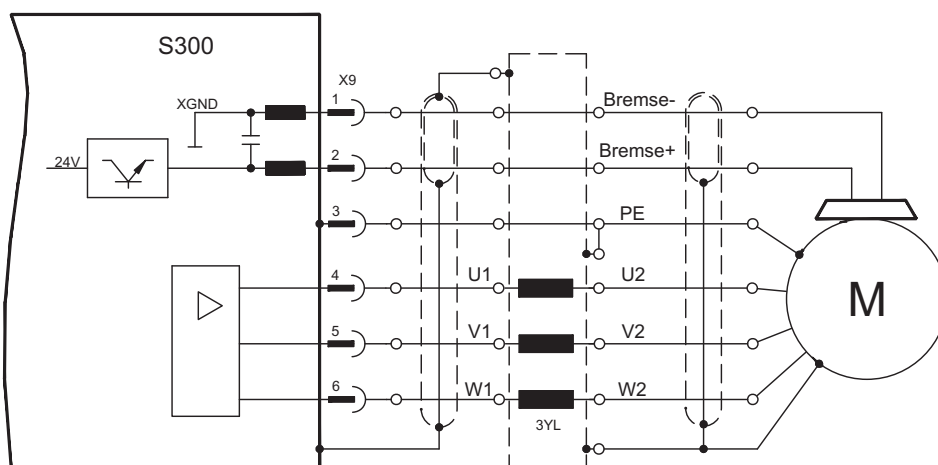 S300
X9
XGND
1
Bremse-
24V
2
Bremse+
3
PE
4
U1
U2
5
V1
V2
M
6
W1
W2
3YL